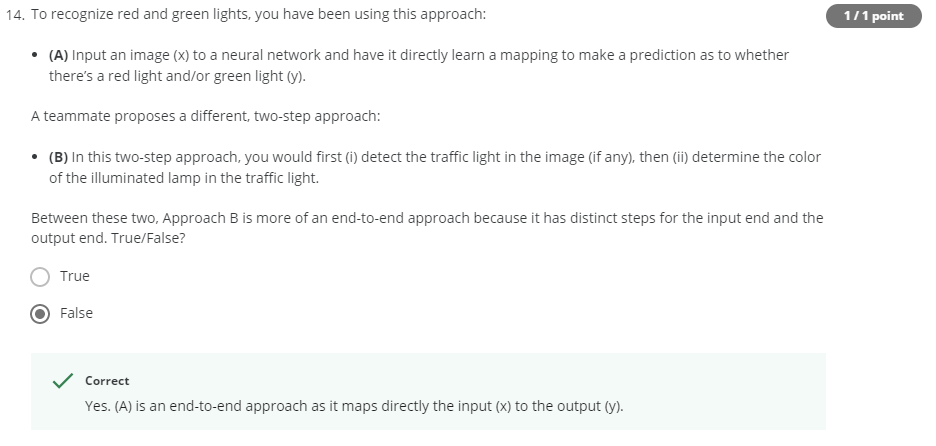 14. To recognize red and green lights, you have been using this approach:
1 / 1 point
• (A) Input an image (x) to a neural network and have it directly learn a mapping to make a prediction as to whether
there's a red light and/or green light (y).
A teammate proposes a different, two-step approach:
• (B) In this two-step approach, you would first (i) detect the traffic light in the image (if any), then (ii) determine the color
of the illuminated lamp in the traffic light.
Between these two, Approach B is more of an end-to-end approach because it has distinct steps for the input end and the
output end. True/False?
True
False
Correct
Yes. (A) is an end-to-end approach as it maps directly the input (x) to the output (y).